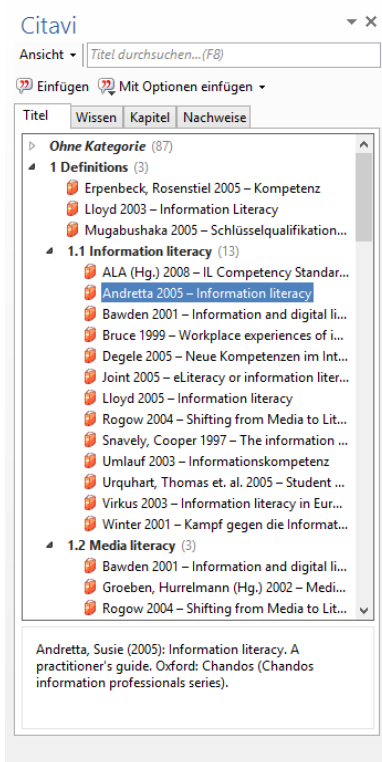 Citavi
Ansicht Titel durchsuchen...(F8)
Einfügen Mit Optionen einfügen
Titel Wissen Kapitel Nachweise
Ohne Kategorie (87)
1 Definitions (3)
Erpenbeck, Rosenstiel 2005 – Kompetenz
Lloyd 2003 – Information Literacy
Mugabushaka 2005 – Schlüsselqualifikation...
1.1 Information literacy (13)
ALA (Hg.) 2008 – IL Competency Standar...
Andretta 2005 – Information literacy
Bawden 2001 – Information and digital li...
Bruce 1999 – Workplace experiences of i...
Degele 2005 – Neue Kompetenzen im Int...
Joint 2005 – eLiteracy or information liter...
Lloyd 2005 – Information literacy
Rogow 2004 – Shifting from Media to Lit...
Snavely, Cooper 1997 – The information ...
Umlauf 2003 – Informationskompetenz
Urquhart, Thomas et. al. 2005 – Student ...
Virkus 2003 – Information literacy in Eur...
Winter 2001 – Kampf gegen die Informat...
1.2 Media literacy (3)
Bawden 2001 – Information and digital li...
Groeben, Hurrelmann (Hg.) 2002 – Medi...
Rogow 2004 – Shifting from Media to Lit...
Andretta, Susie (2005): Information literacy. A
practitioner's guide. Oxford: Chandos (Chandos
information professionals series).